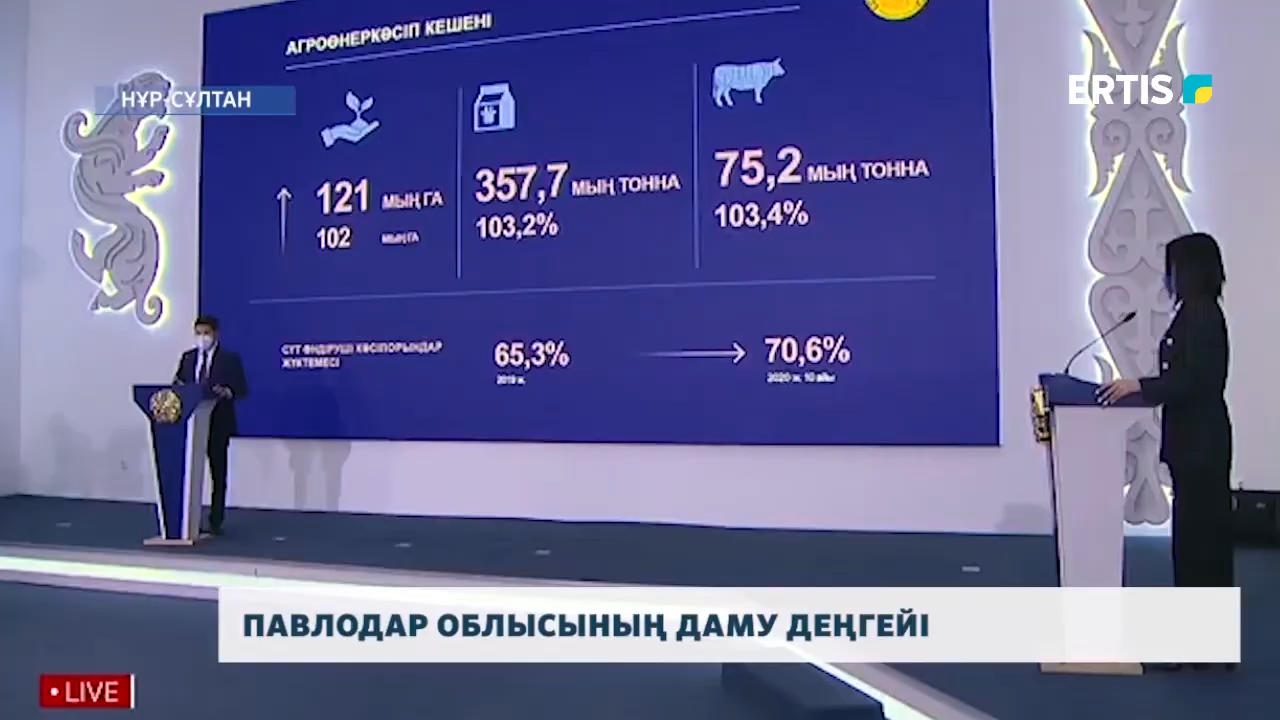 АГРОӨНЕРКӘСІП КЕШЕНІ
НҰР-СҰЛТАН
ERTIS
121 МЫҢ ГА
102 МЫҢ ГА
357,7 МЫҢ ТОННА
103,2%
75,2 МЫҢ ТОННА
103,4%
СҮТ ӨНДІРУШІ КӘСІПОРЫНДАР
ЖҮКТЕМЕСІ
65,3%
2019 ж.
70,6%
2020 ж. 10 айы
ПАВЛОДАР ОБЛЫСЫНЫҢ ДАМУ ДЕҢГЕЙІ
• LIVE